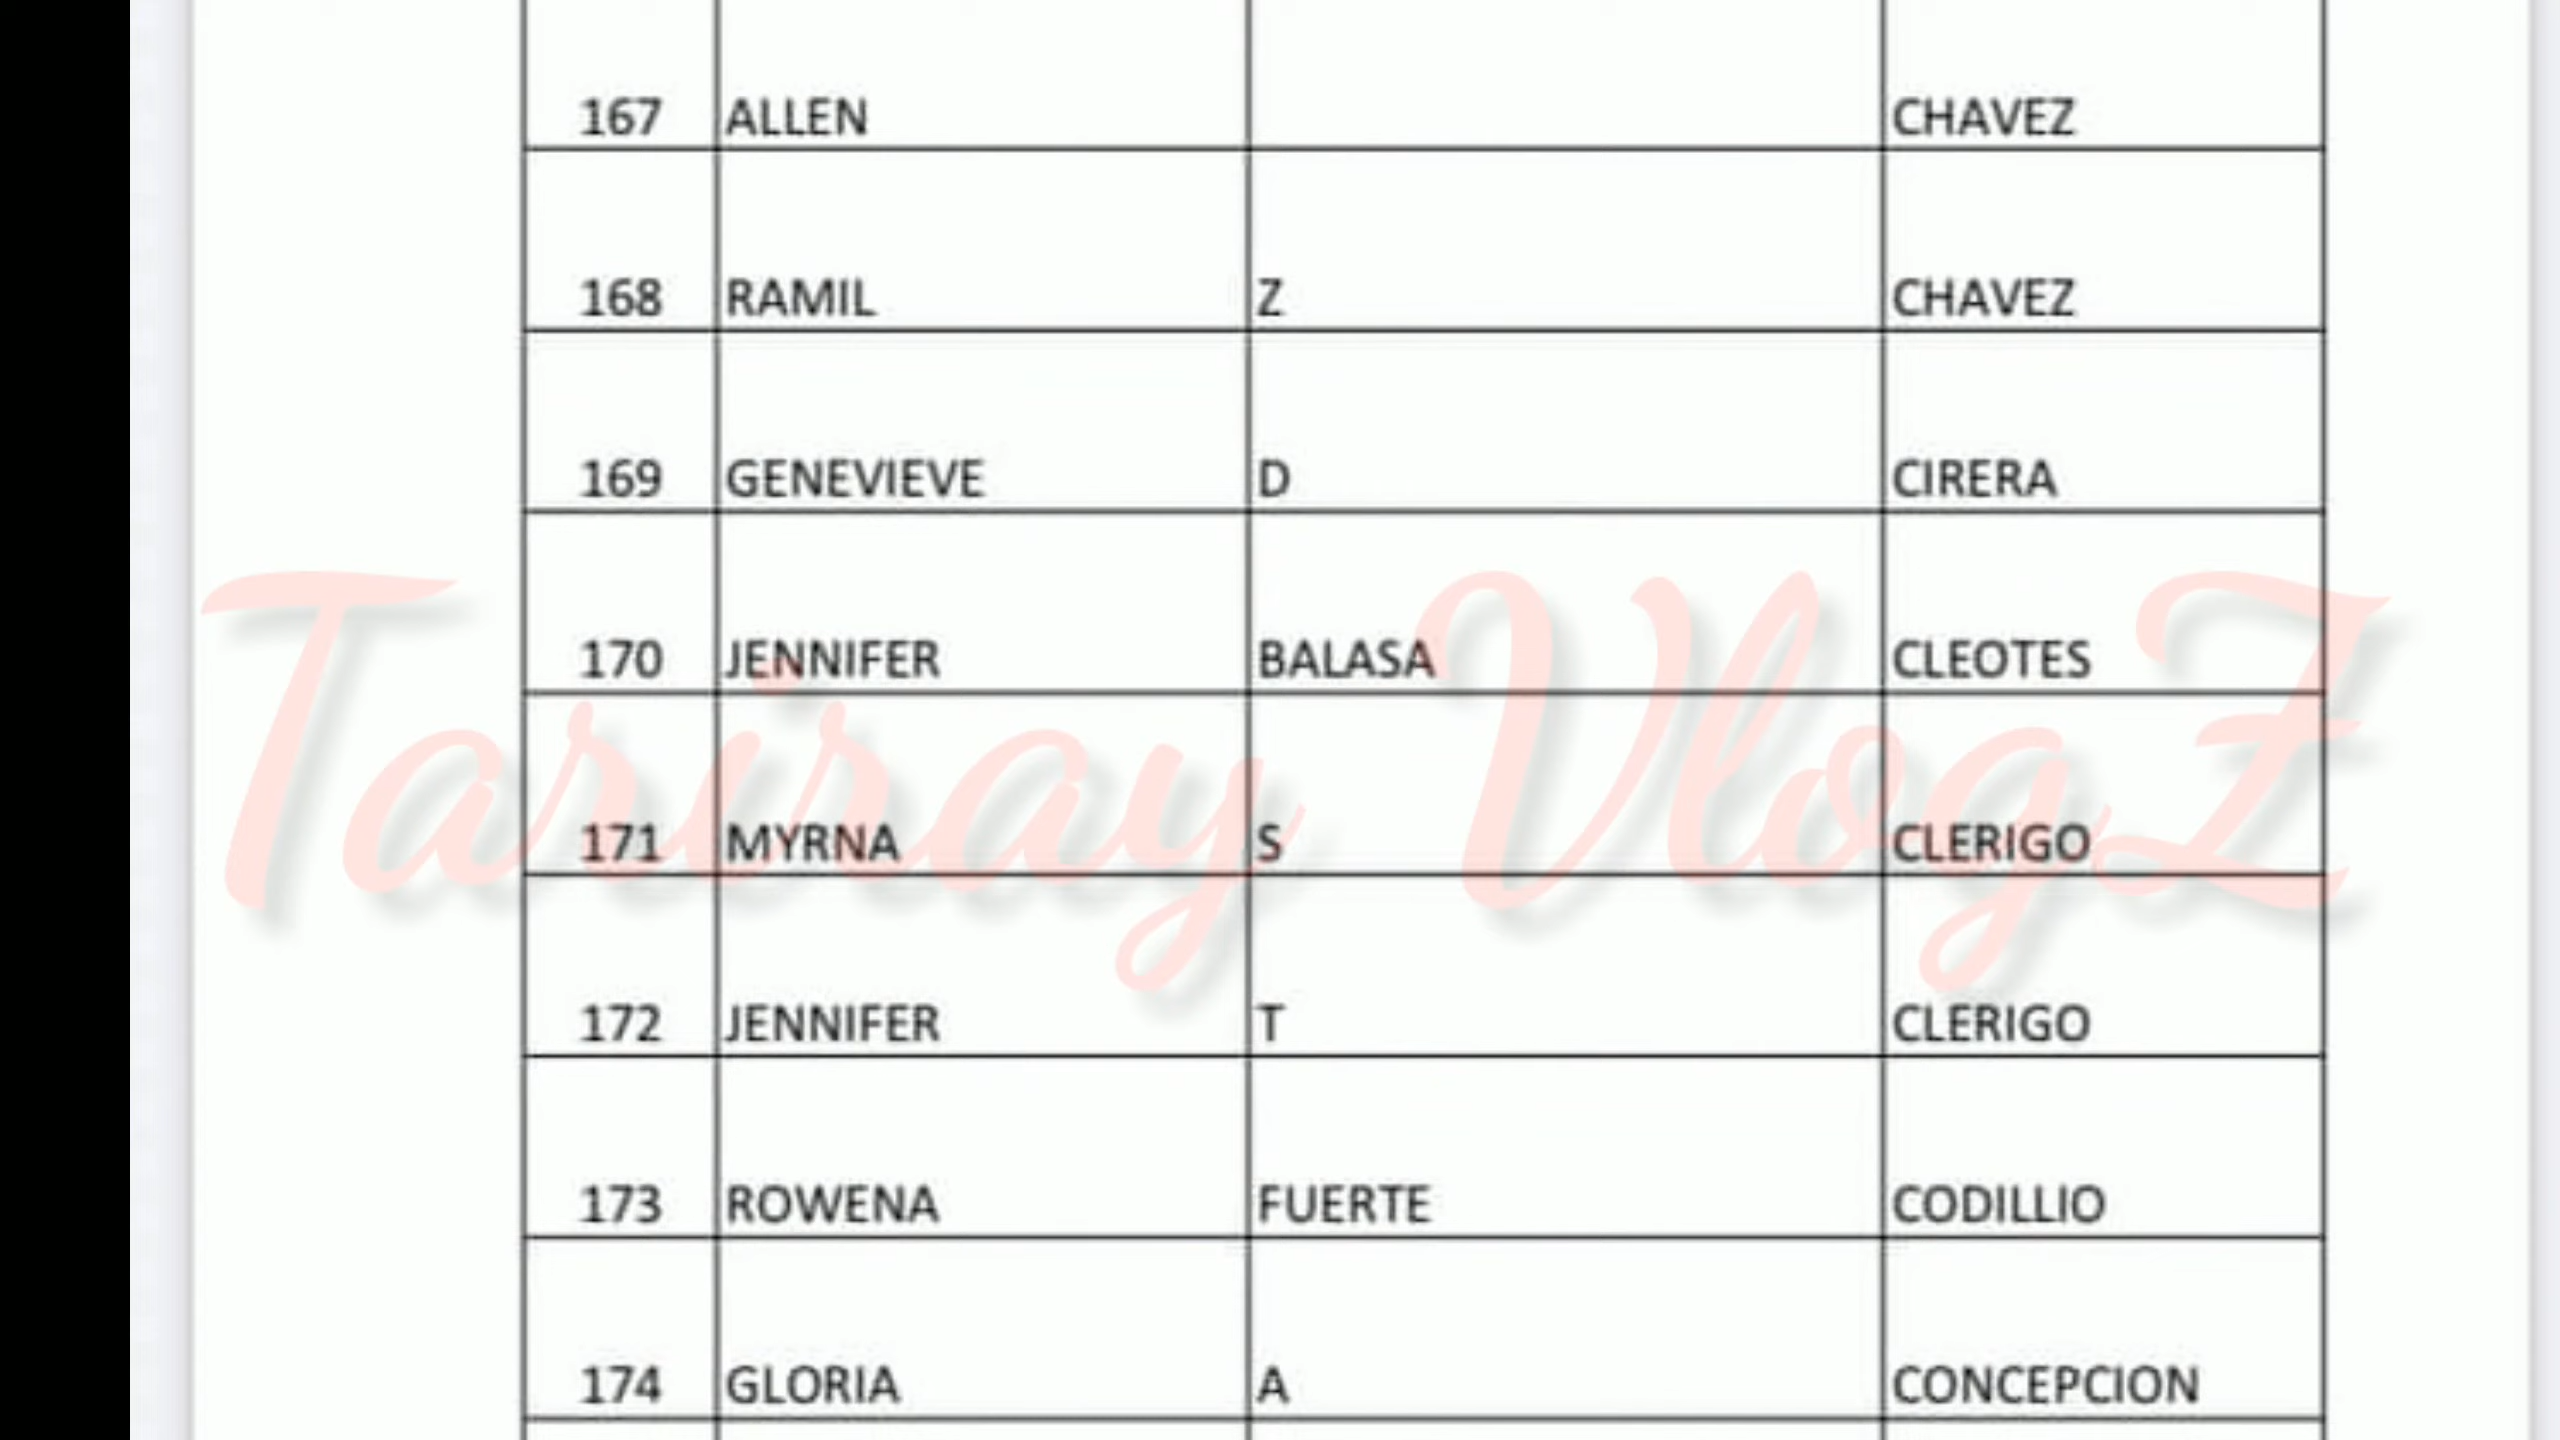 167 ALLEN CHAVEZ
168 RAMIL Z CHAVEZ
169 GENEVIEVE D CIRERA
170 JENNIFER BALASA CLEOTES
Tariray VlogZ
171 MYRNA S CLERIGO
172 JENNIFER T CLERIGO
173 ROWENA FUERTE CODILLIO
174 GLORIA A CONCEPCION